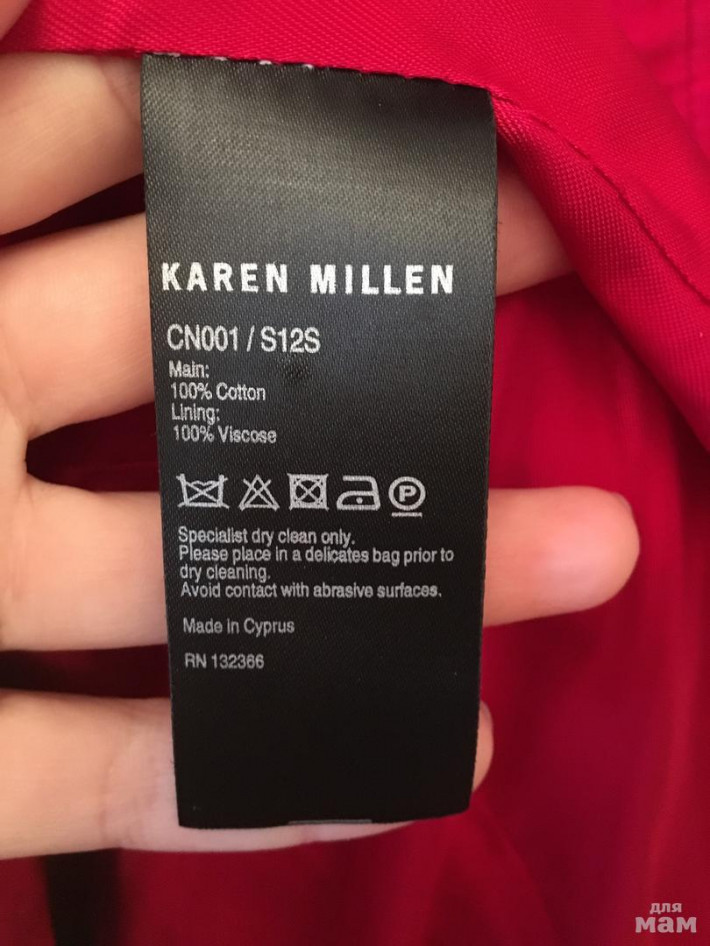 KAREN MILLEN
CN001 / S12S
Main:
100% Cotton
Lining:
100% Viscose
P
Specialist dry clean only.
Please place in a delicates bag prior to
dry cleaning.
Avoid contact with abrasive surfaces.
Made in Cyprus
RN 132366
для
мам